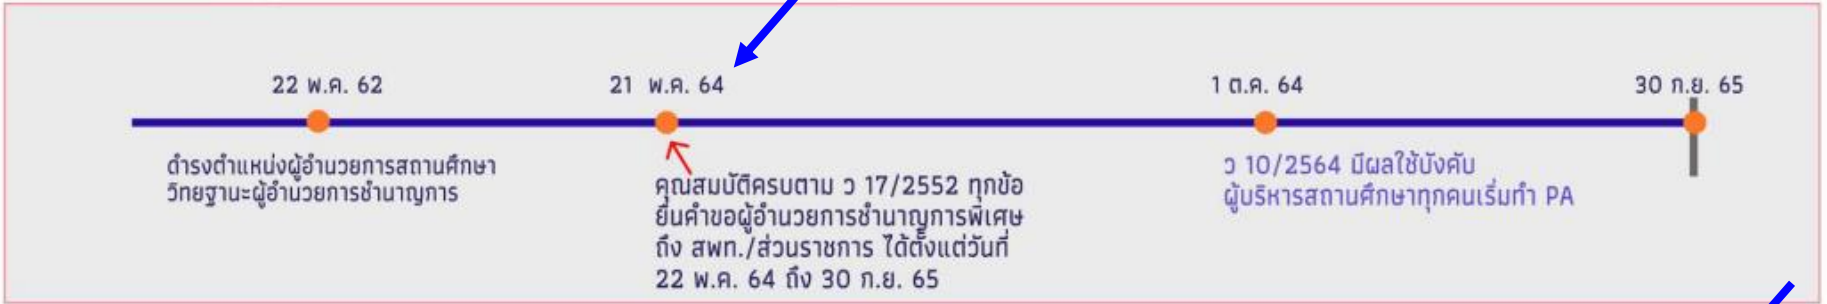 22 พ.ค. 62
21 พ.ค. 64
1 ต.ค. 64
30 ก.ย. 65
ดำรงตำแหน่งผู้อำนวยการสถานศึกษา
วิทยฐานะผู้อำนวยการชำนาญการ
คุณสมบัติครบตาม ว 17/2552 ทุกข้อ
ยื่นคำขอผู้อำนวยการชำนาญการพิเศษ
ถึง สพท./ส่วนราชการ ได้ตั้งแต่วันที่
22 พ.ค. 64 ถึง 30 ก.ย. 65
ว 10/2564 มีผลใช้บังคับ
ผู้บริหารสถานศึกษาทุกคนเริ่มทำ PA